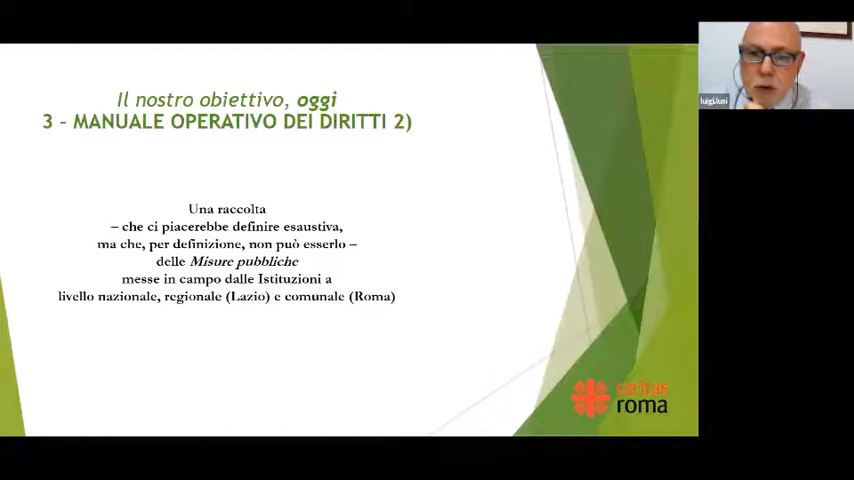 Il nostro obiettivo, oggi
3 – MANUALE OPERATIVO DEI DIRITTI 2)
Una raccolta
– che ci piacerebbe definire esaustiva,
ma che, per definizione, non può esserlo –
delle Misure pubbliche
messe in campo dalle Istituzioni a
livello nazionale, regionale (Lazio) e comunale (Roma)
caritas
roma
luigi.lusi